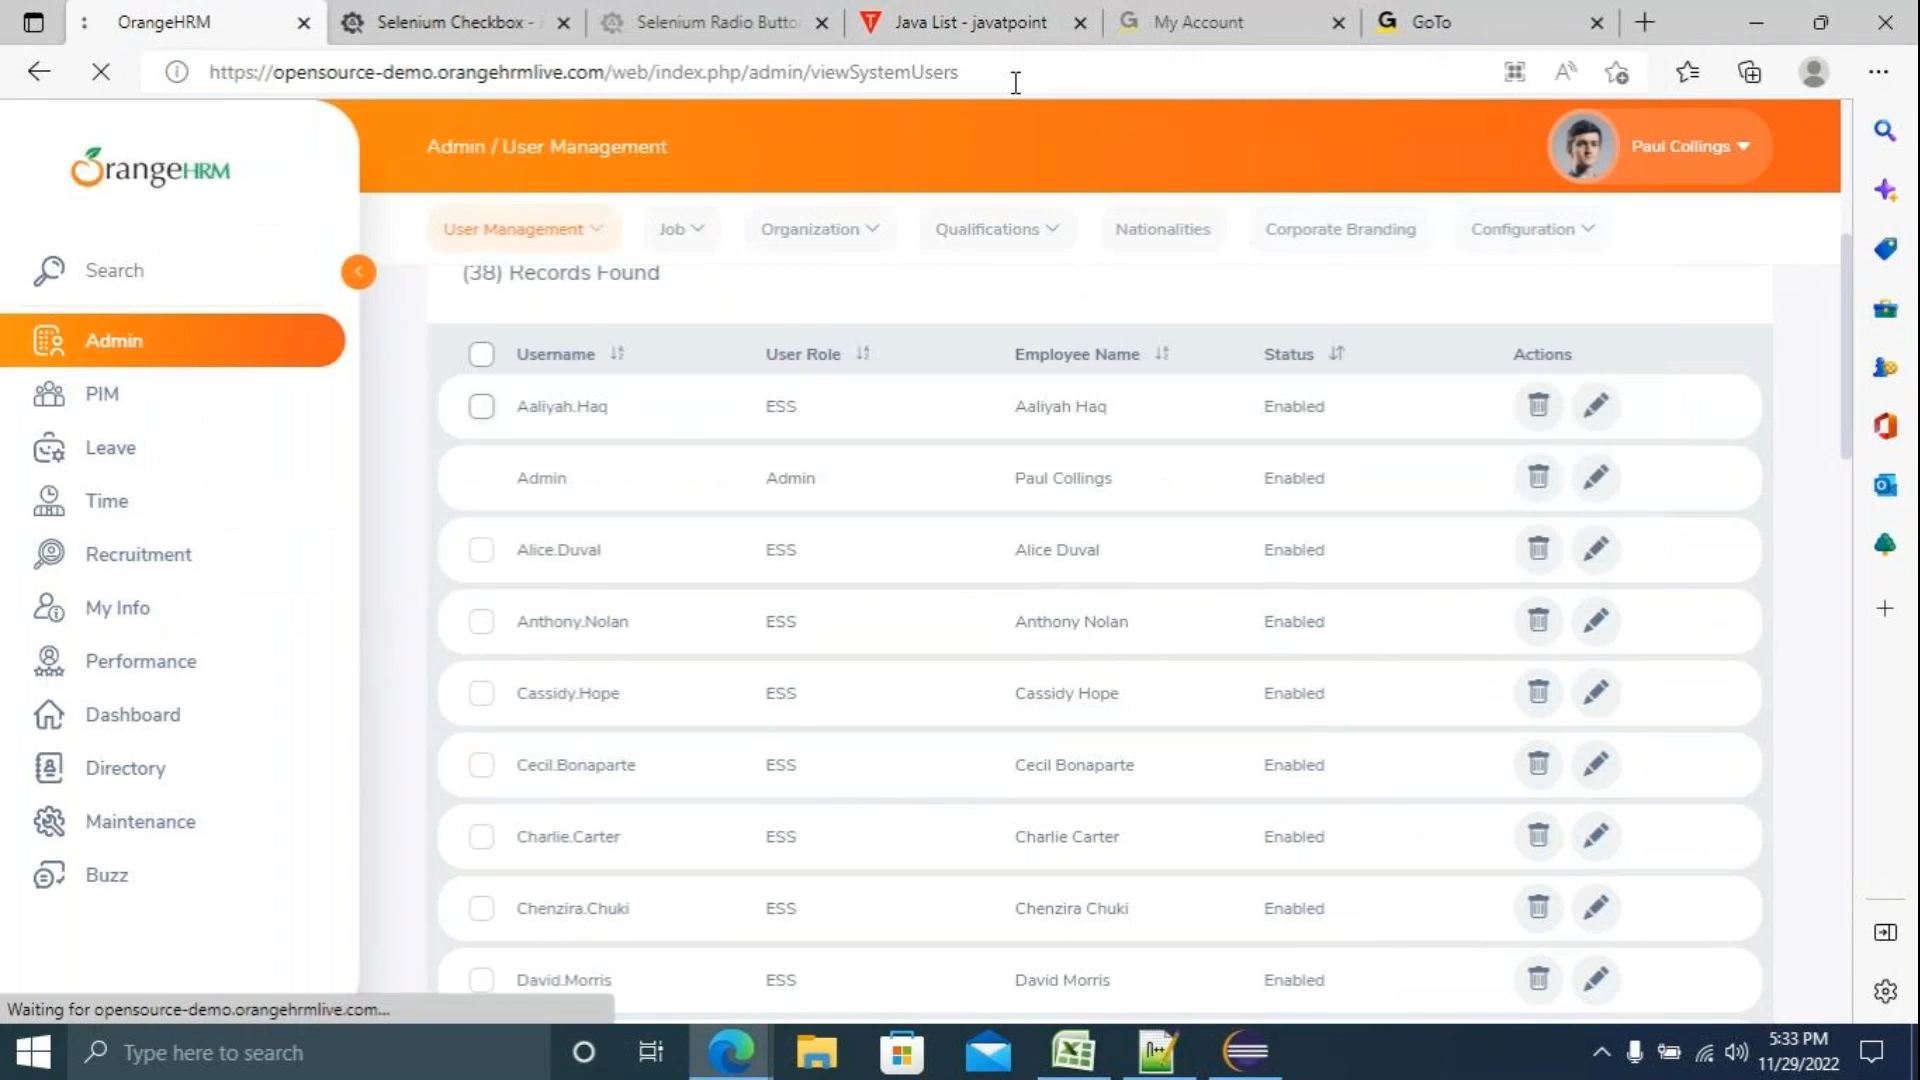 OrangeHRM
Selenium Checkbox -
Selenium Radio Butto
Java List - javatpoint
My Account
GoTo
https://opensource-demo.orangehrmlive.com/web/index.php/admin/viewSystemUsers
OrangeHRM
Admin / User Management
Paul Collings
User Management
Job
Organization
Qualifications
Nationalities
Corporate Branding
Configuration
Search
(38) Records Found
Admin
PIM
Leave
Time
Recruitment
My Info
Performance
Dashboard
Directory
Maintenance
Buzz
Username User Role Employee Name Status Actions
Aaliyah.Haq ESS Aaliyah Haq Enabled
Admin Admin Paul Collings Enabled
Alice.Duval ESS Alice Duval Enabled
Anthony.Nolan ESS Anthony Nolan Enabled
Cassidy.Hope ESS Cassidy Hope Enabled
Cecil.Bonaparte ESS Cecil Bonaparte Enabled
Charlie.Carter ESS Charlie Carter Enabled
Chenzira.Chuki ESS Chenzira Chuki Enabled
David.Morris ESS David Morris Enabled
Waiting for opensource-demo.orangehrmlive.com...
Type here to search
5:33 PM
11/29/2022